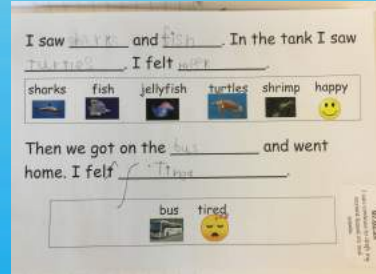 I saw sharks and fish. In the tank I saw
turtles. I felt happy.
sharks fish jellyfish turtles shrimp happy
Then we got on the bus and went
home. I felt Tired.
bus tired